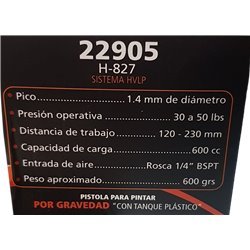 22905
H-827
SISTEMA HVLP
Pico ........ 1.4 mm de diámetro
Presión operativa ........ 30 a 50 lbs
Distancia de trabajo ........ 120 - 230 mm
Capacidad de carga ........ 600 cc
Entrada de aire ........ Rosca 1/4" BSPT
Peso aproximado ........ 600 grs
PISTOLA PARA PINTAR
POR GRAVEDAD "CON TANQUE PLÁSTICO"